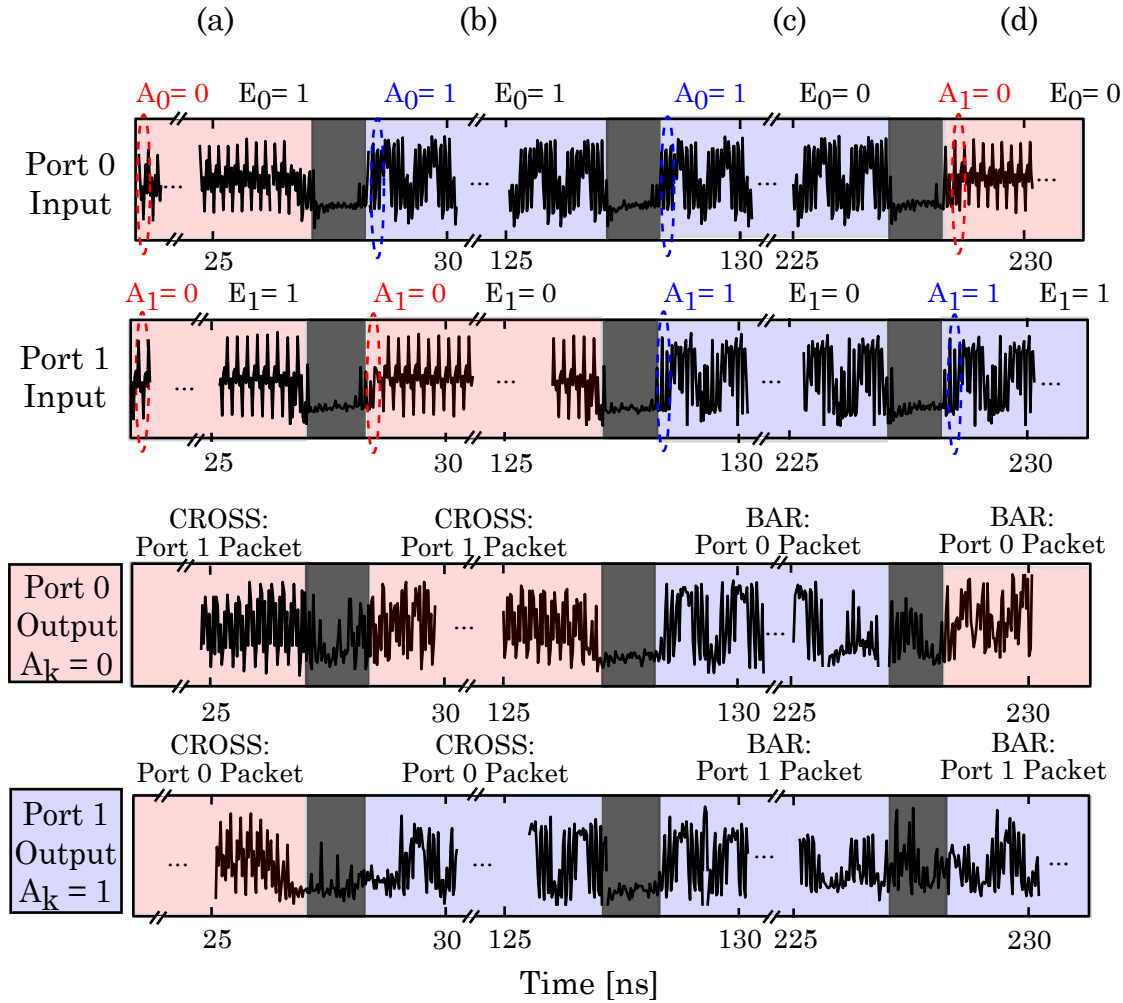 (a) (b) (c) (d)
A0= 0 E0= 1 A0= 1 E0= 1 A0= 1 E0= 0 A1= 0 E0= 0
Port 0
Input
... ... ... ...
25 30 125 130 225 230
A1= 0 E1= 1 A1= 0 E1= 0 A1= 1 E1= 0 A1= 1 E1= 1
Port 1
Input
... ... ... ...
25 30 125 130 225 230
CROSS: CROSS: BAR: BAR:
Port 1 Packet Port 1 Packet Port 0 Packet Port 0 Packet
Port 0
Output
Ak = 0
... ...
25 30 125 130 225 230
CROSS: CROSS: BAR: BAR:
Port 0 Packet Port 0 Packet Port 1 Packet Port 1 Packet
Port 1
Output
Ak = 1
... ... ... ...
25 30 125 130 225 230
Time [ns]